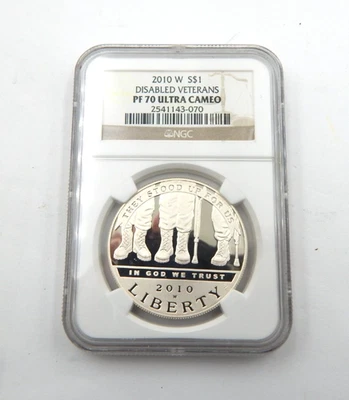 2010 W S$1
DISABLED VETERANS
PF 70 ULTRA CAMEO
2541143-070
NGC
THEY STOOD UP FOR US
IN GOD WE TRUST
2010
W
LIBERTY